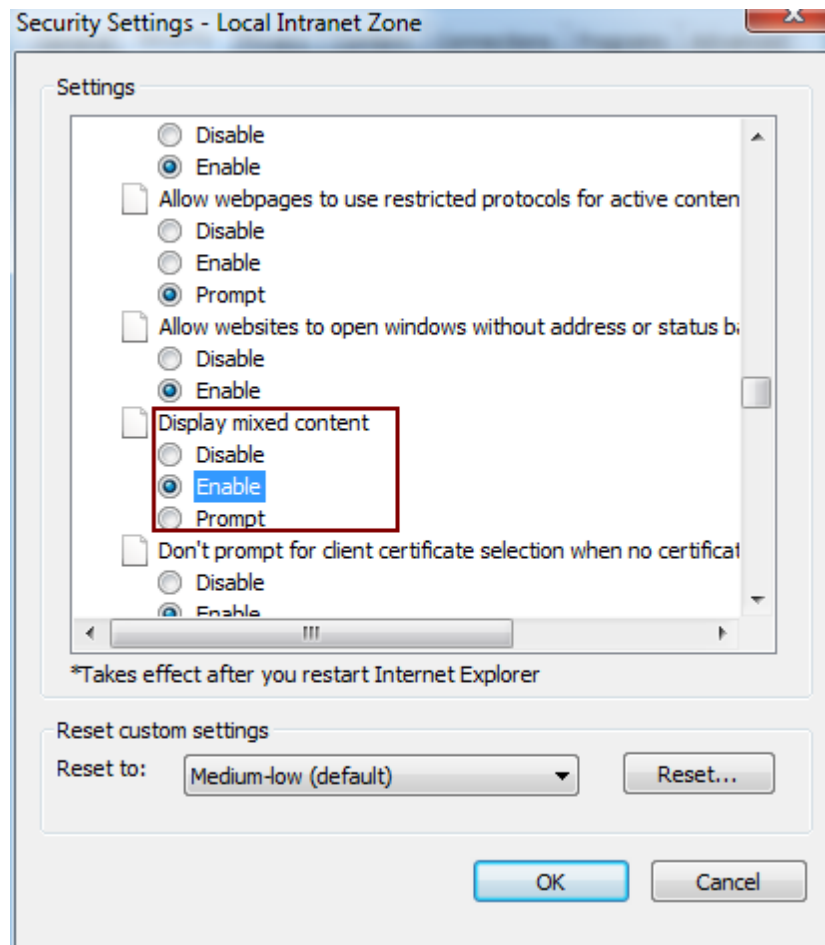 Security Settings - Local Intranet Zone
Settings
Disable
Enable
Allow webpages to use restricted protocols for active conten
Disable
Enable
Prompt
Allow websites to open windows without address or status ba
Disable
Enable
Display mixed content
Disable
Enable
Prompt
Don't prompt for client certificate selection when no certificat
Disable
Enable
*Takes effect after you restart Internet Explorer
Reset custom settings
Reset to:
Medium-low (default)
Reset...
OK
Cancel